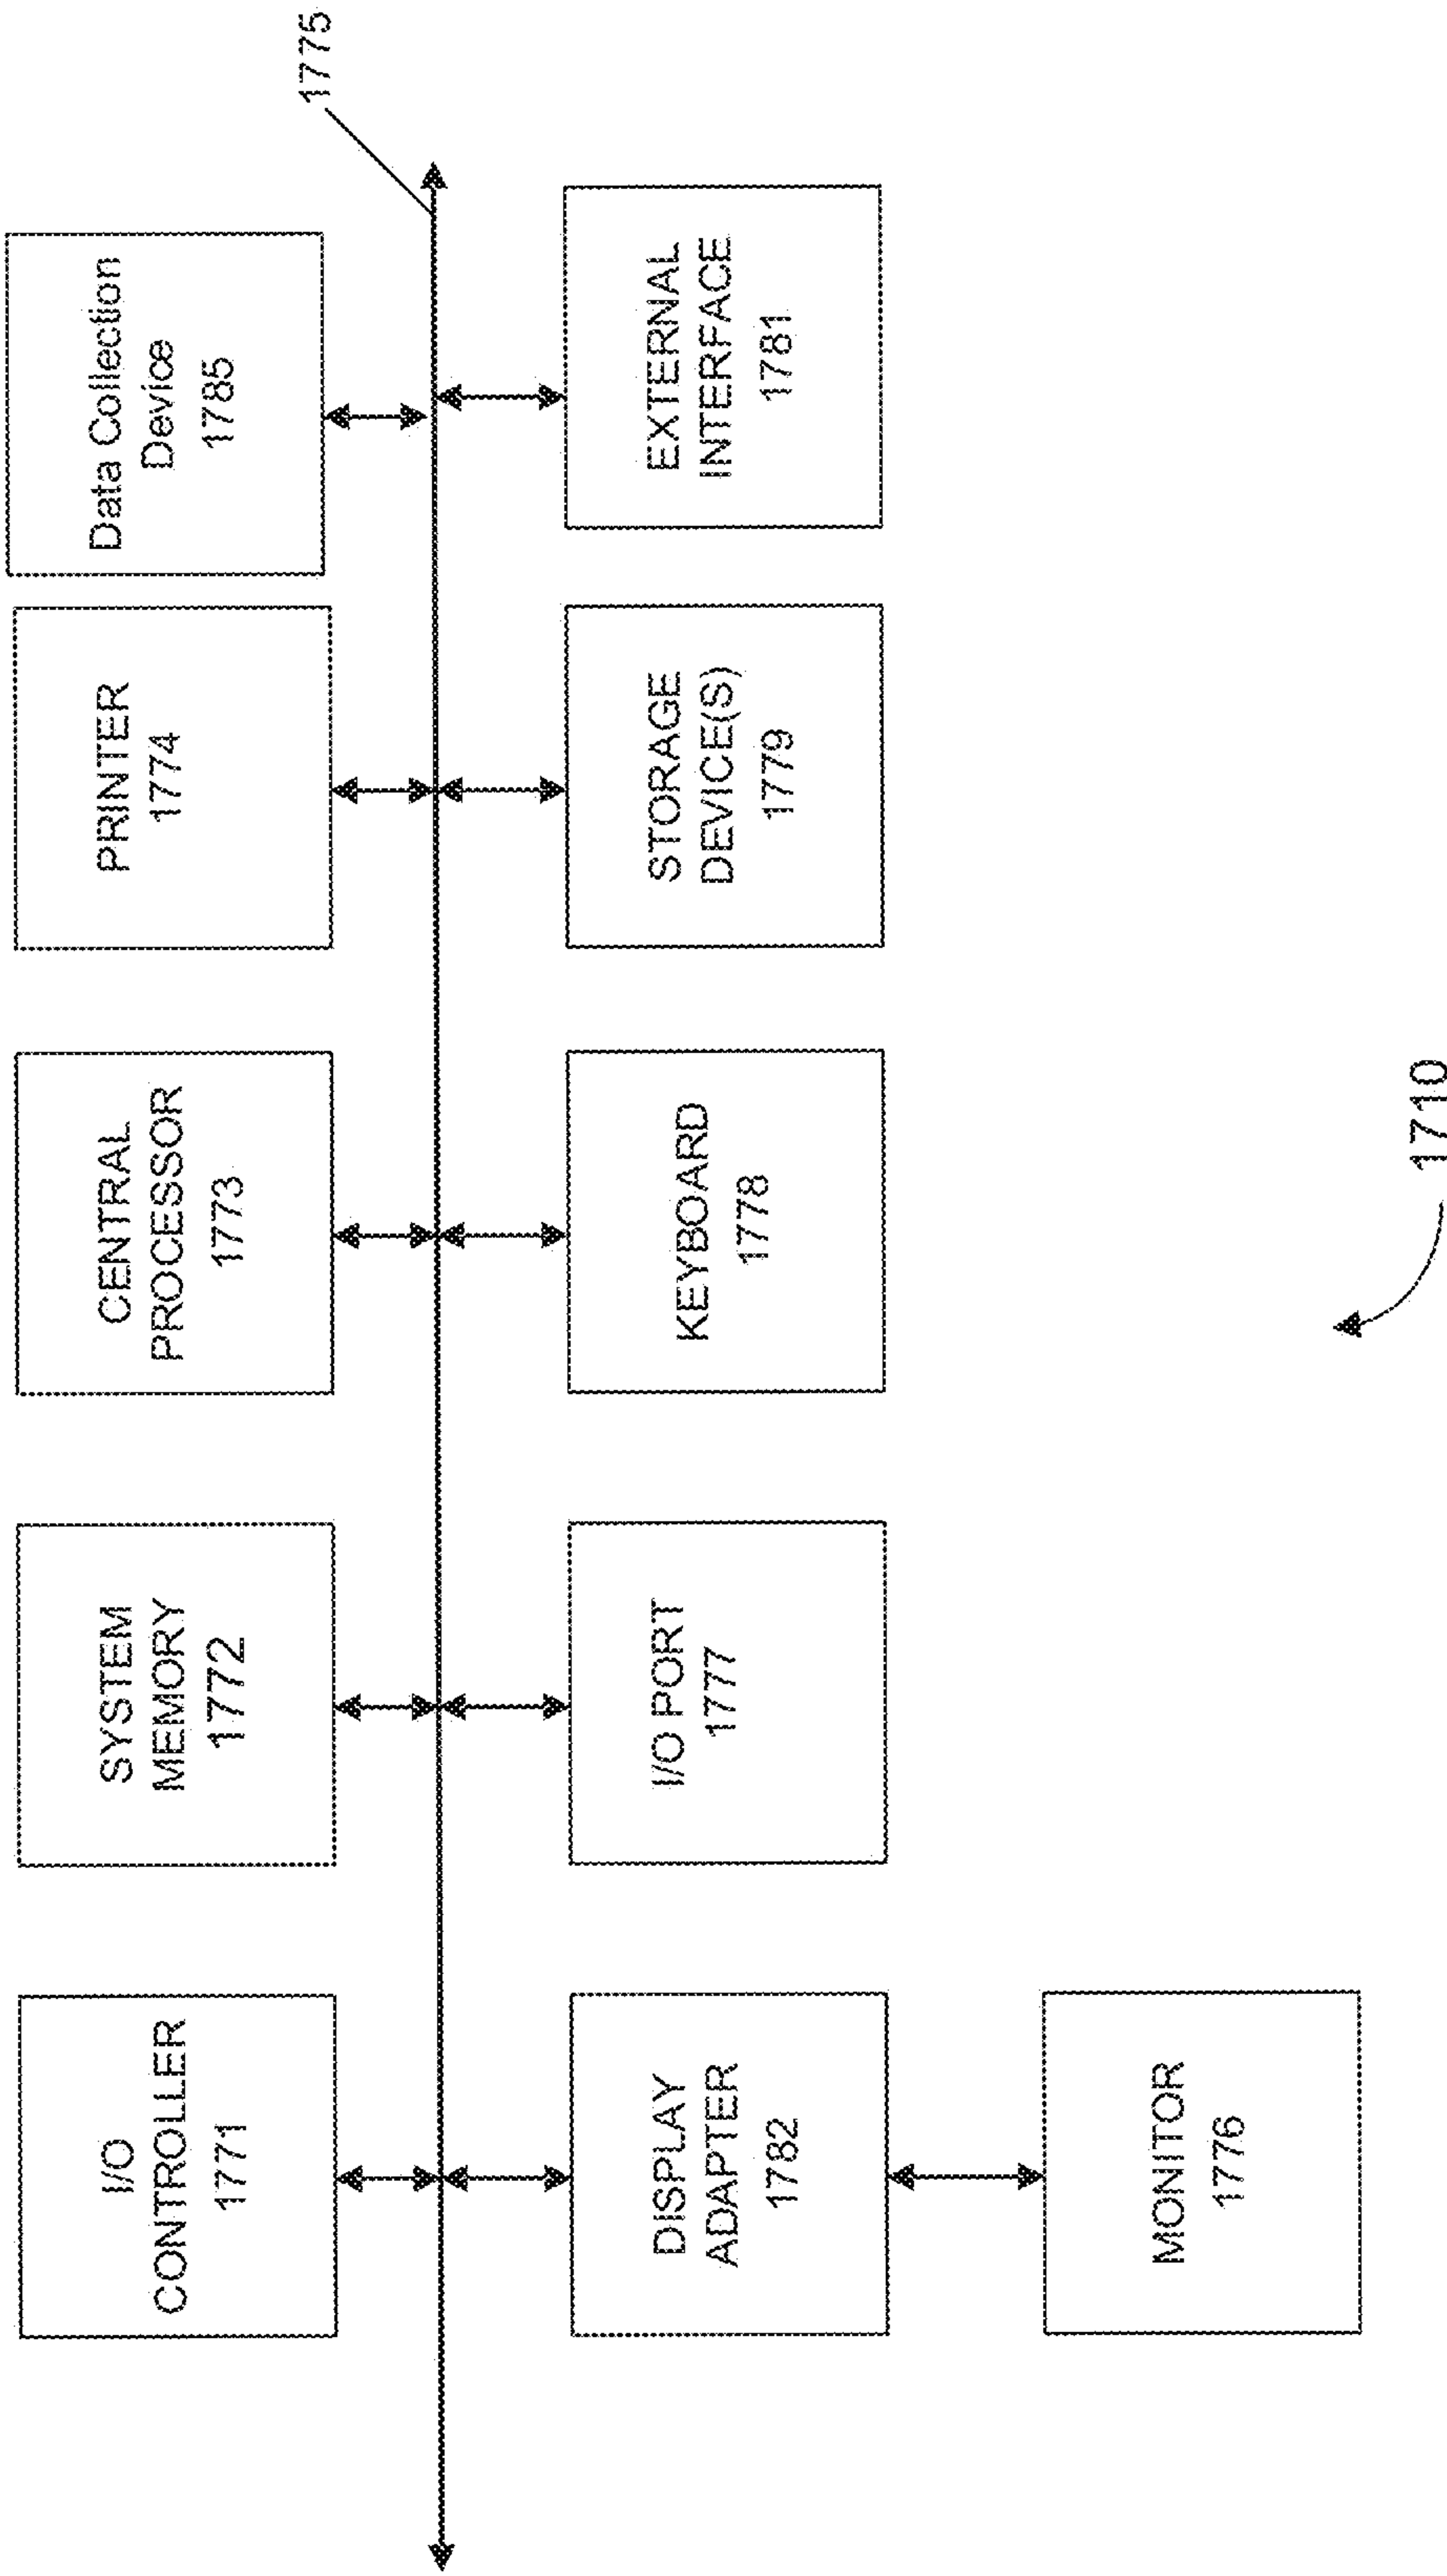 I/O
CONTROLLER
1771
SYSTEM
MEMORY
1772
CENTRAL
PROCESSOR
1773
PRINTER
1774
Data Collection
Device
1785
1775
DISPLAY
ADAPTER
1782
I/O PORT
1777
KEYBOARD
1778
STORAGE
DEVICE(S)
1779
EXTERNAL
INTERFACE
1781
MONITOR
1776
1710